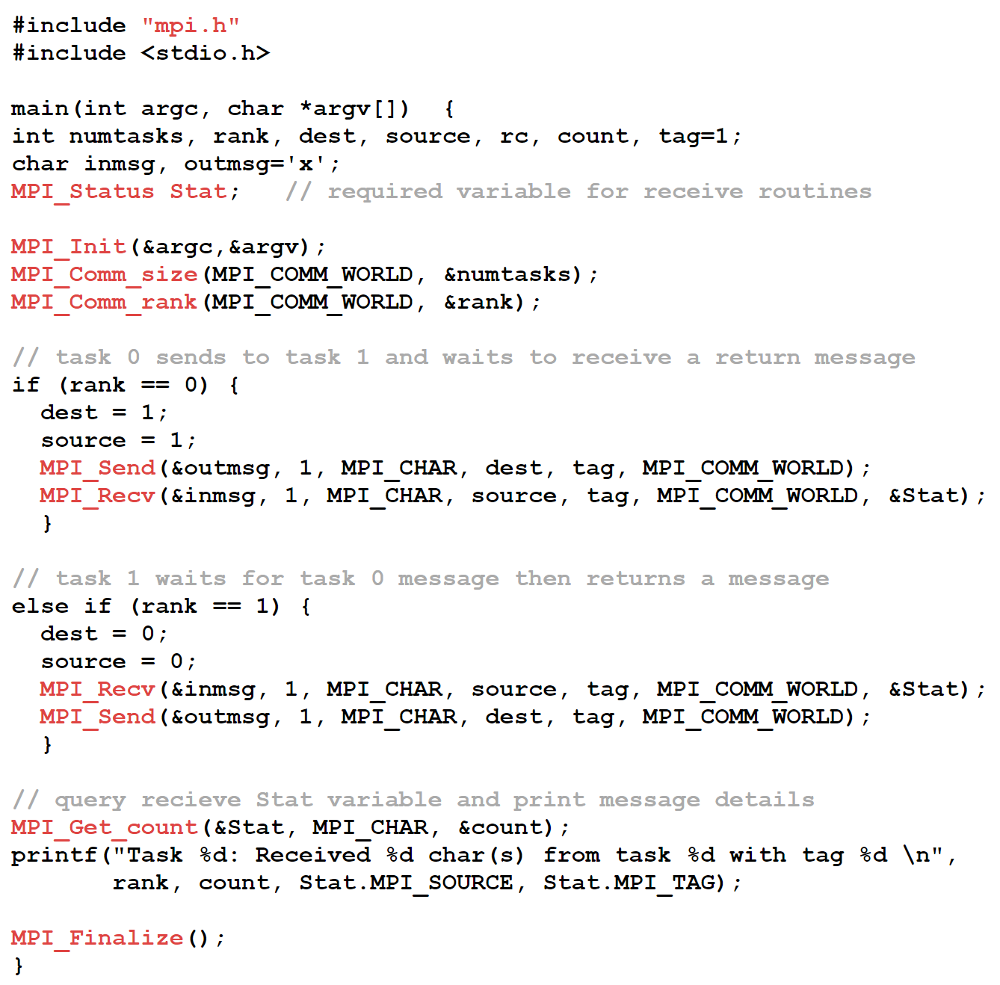 #include "mpi.h"
#include <stdio.h>
main(int argc, char *argv[])  {
int numtasks, rank, dest, source, rc, count, tag=1;
char inmsg, outmsg='x';
MPI_Status Stat;   // required variable for receive routines
MPI_Init(&argc,&argv);
MPI_Comm_size(MPI_COMM_WORLD, &numtasks);
MPI_Comm_rank(MPI_COMM_WORLD, &rank);
// task 0 sends to task 1 and waits to receive a return message
if (rank == 0) {
  dest = 1;
  source = 1;
  MPI_Send(&outmsg, 1, MPI_CHAR, dest, tag, MPI_COMM_WORLD);
  MPI_Recv(&inmsg, 1, MPI_CHAR, source, tag, MPI_COMM_WORLD, &Stat);
  }
// task 1 waits for task 0 message then returns a message
else if (rank == 1) {
  dest = 0;
  source = 0;
  MPI_Recv(&inmsg, 1, MPI_CHAR, source, tag, MPI_COMM_WORLD, &Stat);
  MPI_Send(&outmsg, 1, MPI_CHAR, dest, tag, MPI_COMM_WORLD);
  }
// query recieve Stat variable and print message details
MPI_Get_count(&Stat, MPI_CHAR, &count);
printf("Task %d: Received %d char(s) from task %d with tag %d \n",
       rank, count, Stat.MPI_SOURCE, Stat.MPI_TAG);
MPI_Finalize();
}